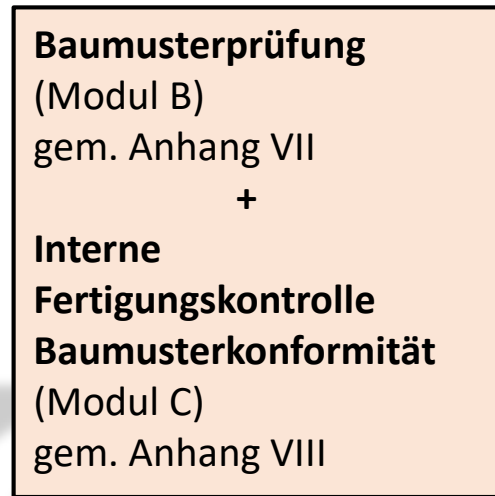 Baumusterprüfung
(Modul B)
gem. Anhang VII
+
Interne
Fertigungskontrolle
Baumusterkonformität
(Modul C)
gem. Anhang VIII